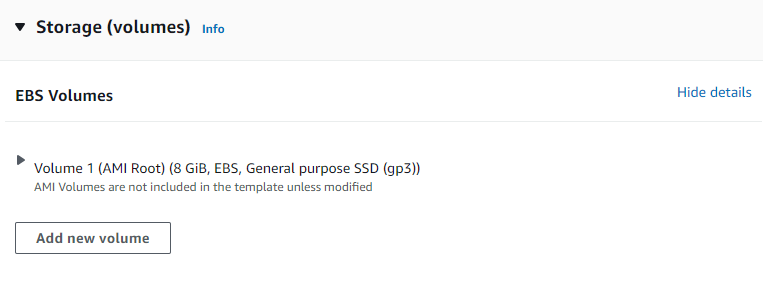 Storage (volumes) Info
EBS Volumes
Hide details
Volume 1 (AMI Root) (8 GiB, EBS, General purpose SSD (gp3))
AMI Volumes are not included in the template unless modified
Add new volume